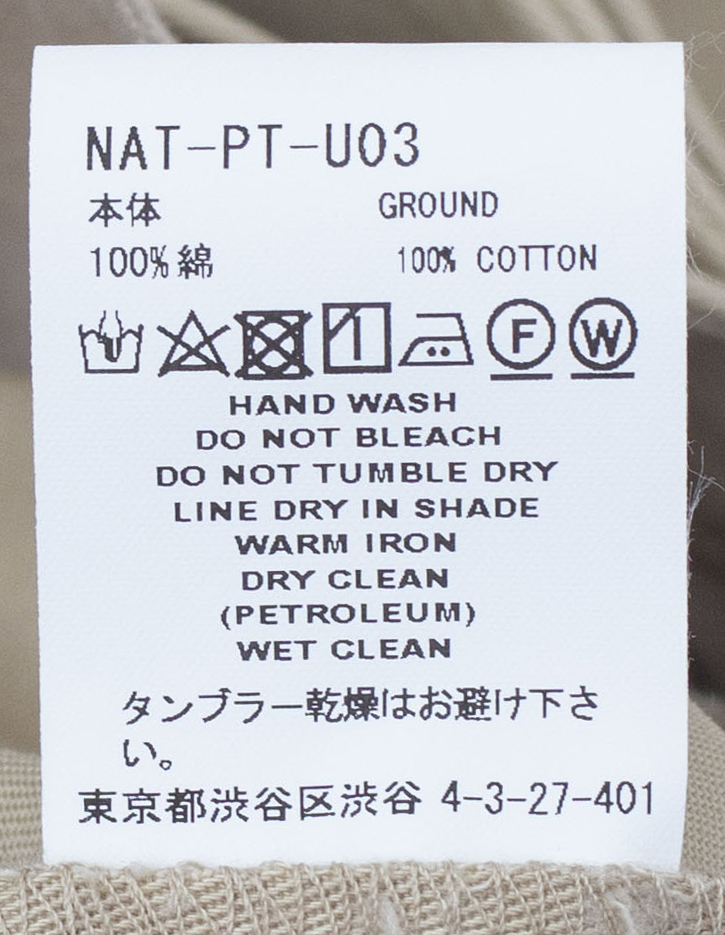 NAT-PT-U03
本体 GROUND
100%綿 100% COTTON
F W
HAND WASH
DO NOT BLEACH
DO NOT TUMBLE DRY
LINE DRY IN SHADE
WARM IRON
DRY CLEAN
(PETROLEUM)
WET CLEAN
タンブラー乾燥はお避け下さ
い。
東京都渋谷区渋谷 4-3-27-401